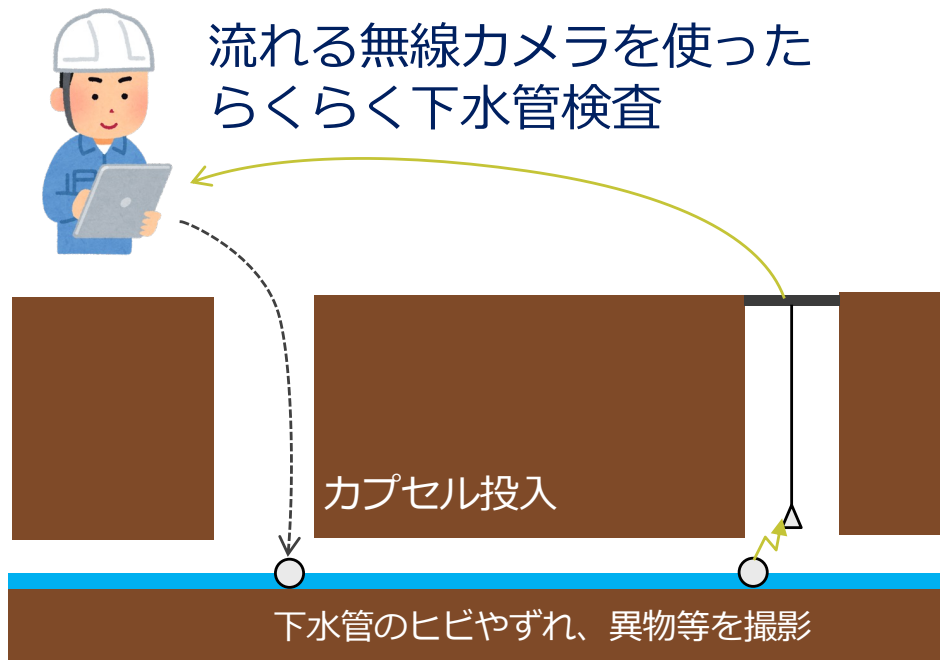 流れる無線カメラを使った
らくらく下水管検査
カプセル投入
下水管のヒビやずれ、異物等を撮影